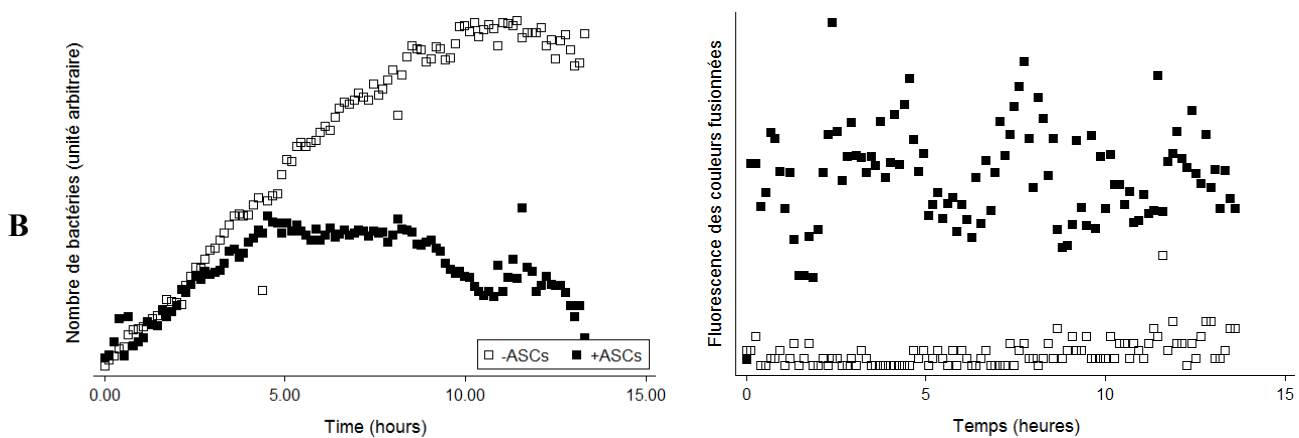 B
Nombre de bactéries (unité arbitraire)
-ASCs +ASCs
0.00 5.00 10.00 15.00
Time (hours)
Fluorescence des couleurs fusionnées
0 5 10 15
Temps (heures)